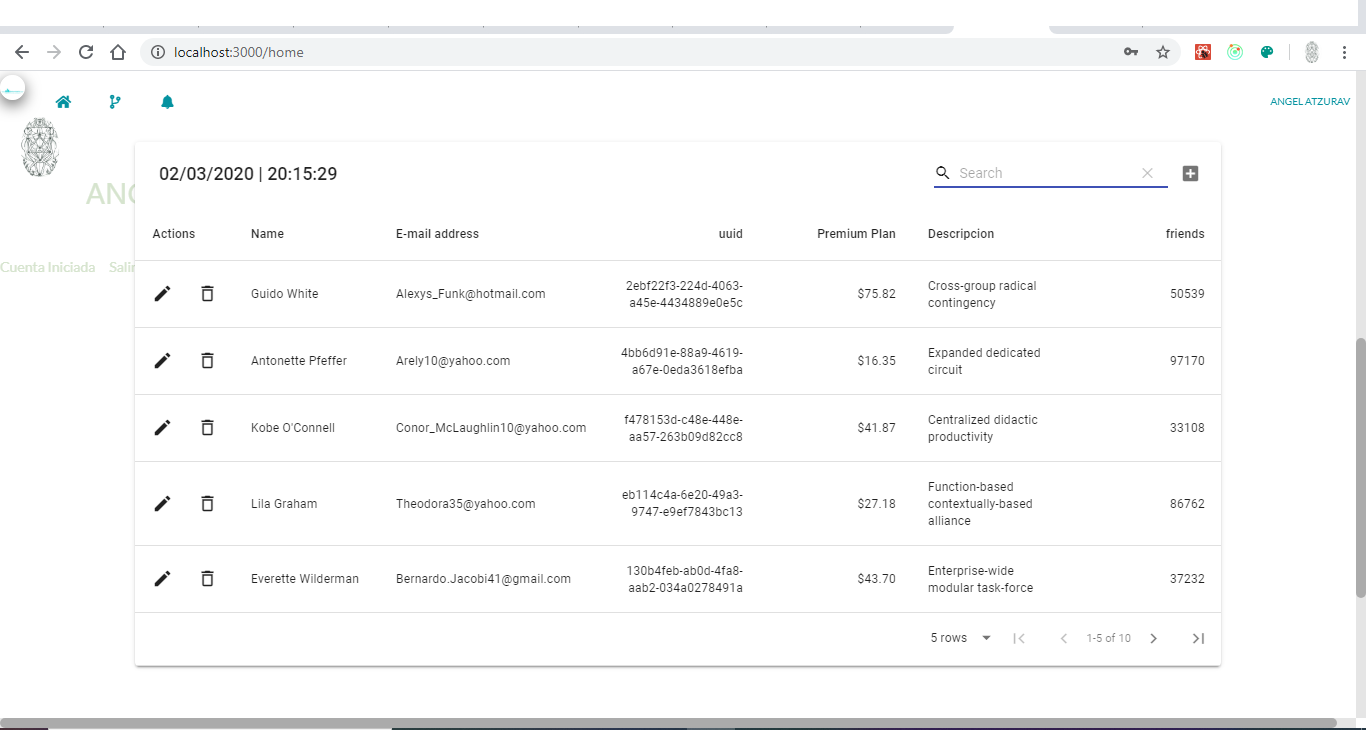 localhost:3000/home
ANGEL ATZURAV
02/03/2020 | 20:15:29
Search
ANG
Actions Name E-mail address uuid Premium Plan Descripcion friends
Cuenta Iniciada Salir
Guido White Alexys_Funk@hotmail.com 2ebf22f3-224d-4063- $75.82 Cross-group radical 50539
a45e-4434889e0e5c contingency
Antonette Pfeffer Arely10@yahoo.com 4bb6d91e-88a9-4619- $16.35 Expanded dedicated 97170
a67e-0eda3618efba circuit
Kobe O'Connell Conor_McLaughlin10@yahoo.com f478153d-c48e-448e- $41.87 Centralized didactic 33108
aa57-263b09d82cc8 productivity
Lila Graham Theodora35@yahoo.com eb114c4a-6e20-49a3- $27.18 Function-based 86762
9747-e9ef7843bc13 contextually-based
alliance
Everette Wilderman Bernardo.Jacobi41@gmail.com 130b4feb-ab0d-4fa8- $43.70 Enterprise-wide 37232
aab2-034a0278491a modular task-force
5 rows 1-5 of 10